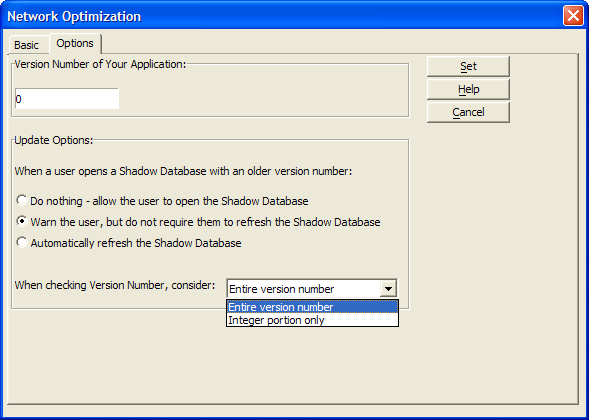 Network Optimization
Basic
Options
Version Number of Your Application:
0
Set
Help
Cancel
Update Options:
When a user opens a Shadow Database with an older version number:
Do nothing - allow the user to open the Shadow Database
Warn the user, but do not require them to refresh the Shadow Database
Automatically refresh the Shadow Database
When checking Version Number, consider:
Entire version number
Entire version number
Integer portion only